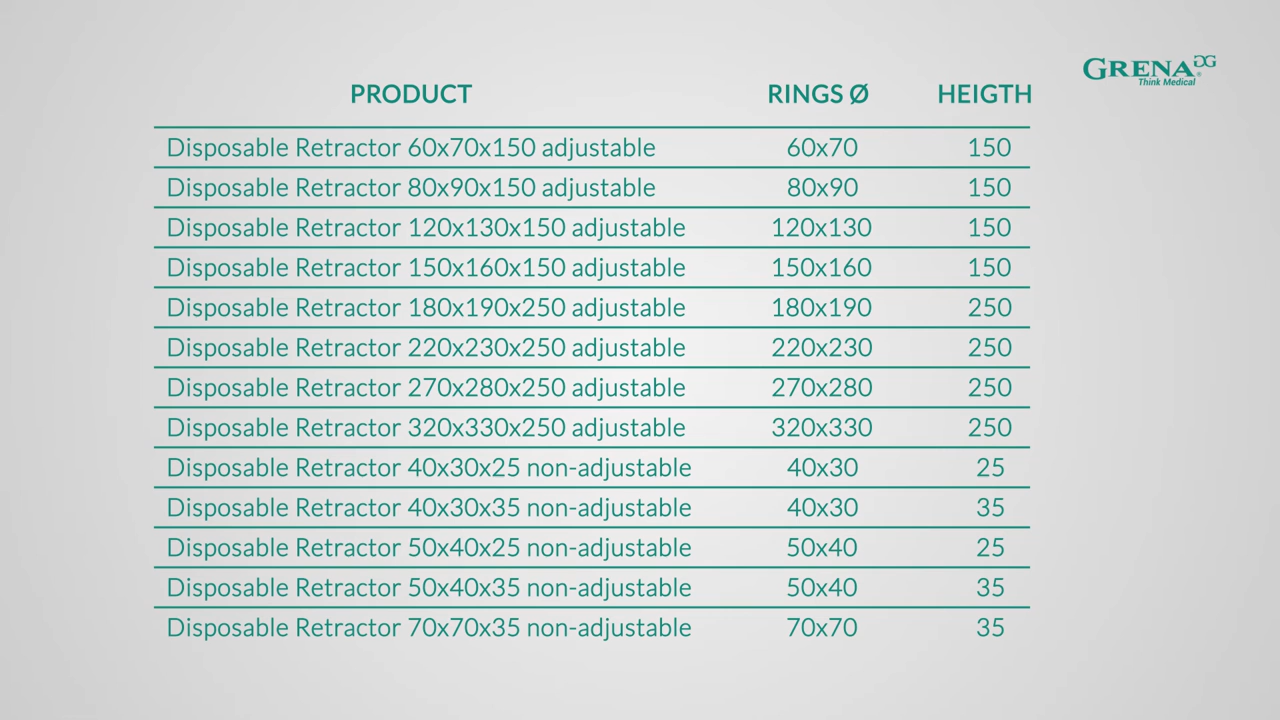 GRENA
Think Medical
PRODUCT RINGS Ø HEIGTH
Disposable Retractor 60x70x150 adjustable 60x70 150
Disposable Retractor 80x90x150 adjustable 80x90 150
Disposable Retractor 120x130x150 adjustable 120x130 150
Disposable Retractor 150x160x150 adjustable 150x160 150
Disposable Retractor 180x190x250 adjustable 180x190 250
Disposable Retractor 220x230x250 adjustable 220x230 250
Disposable Retractor 270x280x250 adjustable 270x280 250
Disposable Retractor 320x330x250 adjustable 320x330 250
Disposable Retractor 40x30x25 non-adjustable 40x30 25
Disposable Retractor 40x30x35 non-adjustable 40x30 35
Disposable Retractor 50x40x25 non-adjustable 50x40 25
Disposable Retractor 50x40x35 non-adjustable 50x40 35
Disposable Retractor 70x70x35 non-adjustable 70x70 35